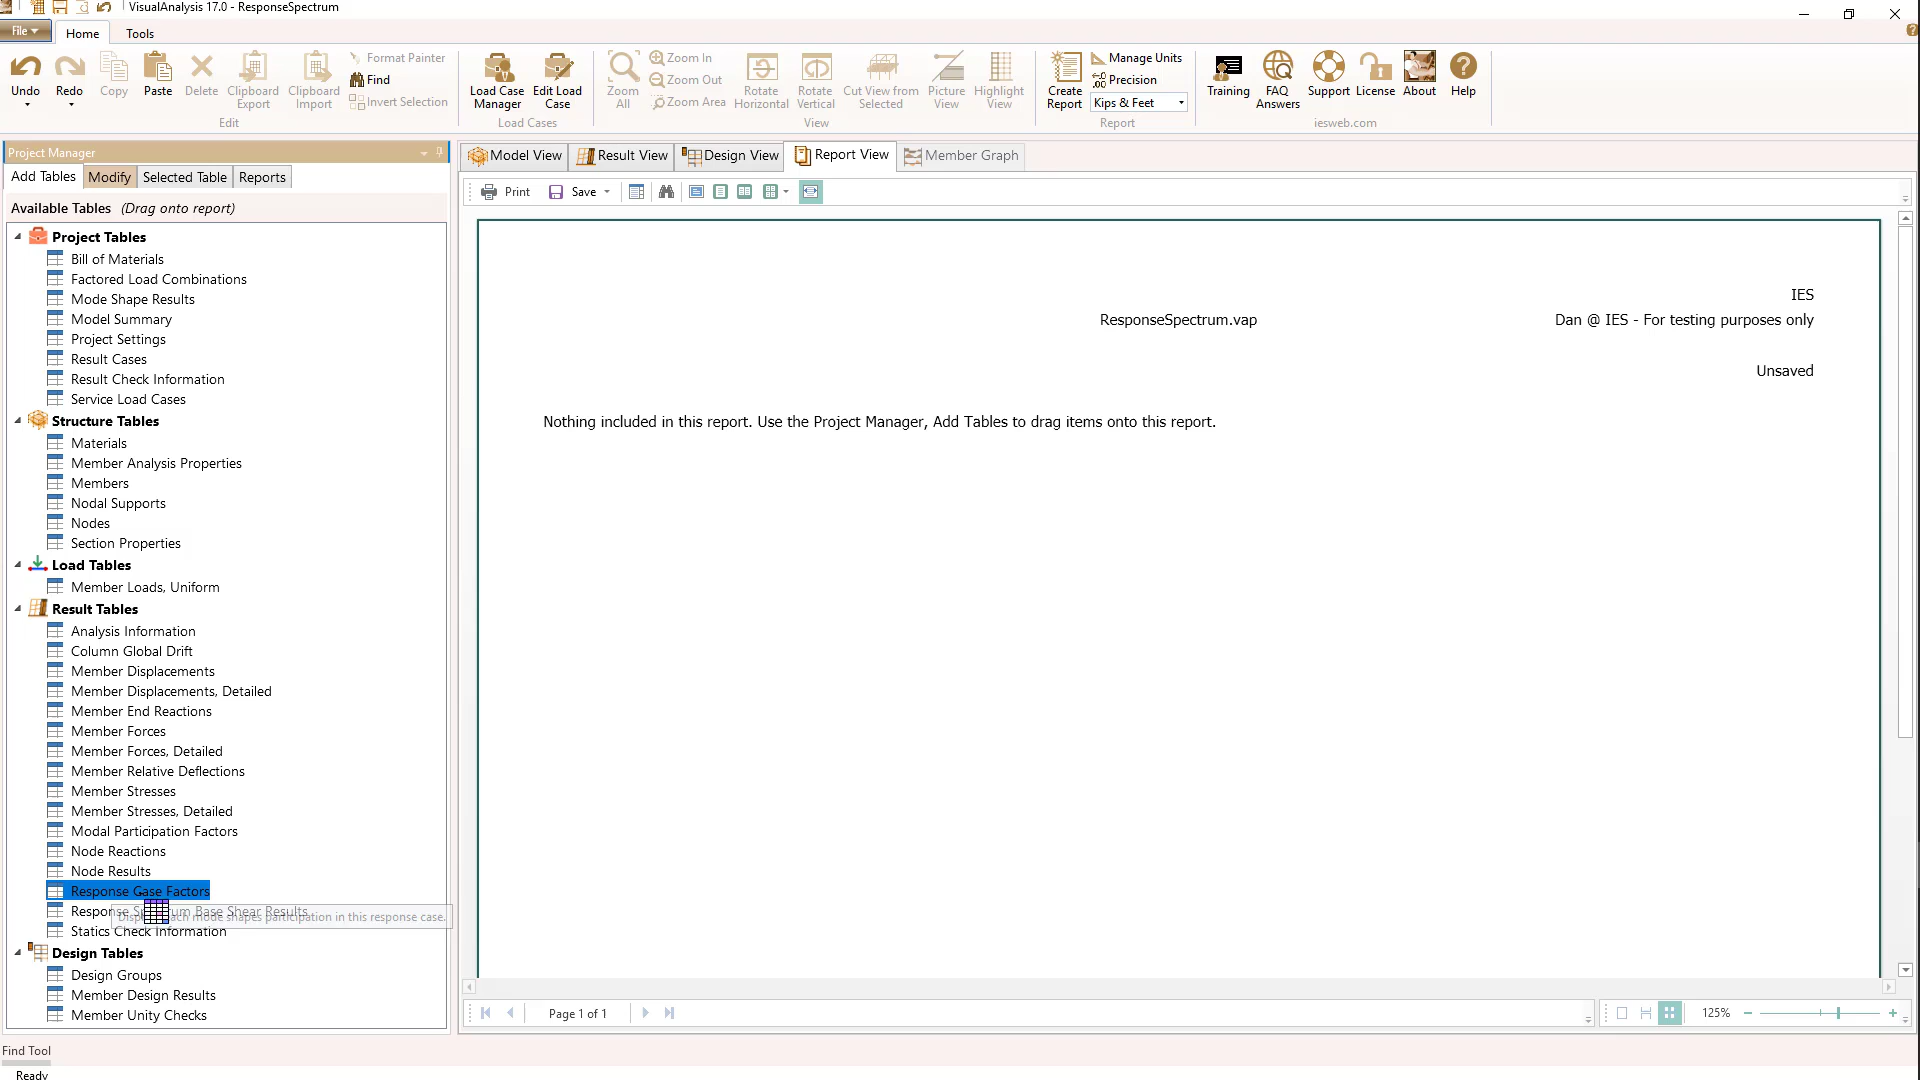 VisualAnalysis 17.0 - ResponseSpectrum
File
Home
Tools
Undo
Redo
Copy
Paste
Delete
Clipboard Export
Clipboard Import
Format Painter
Find
Invert Selection
Edit
Load Case Manager
Edit Load Case
Load Cases
Zoom All
Zoom In
Zoom Out
Zoom Area
Rotate Horizontal
Rotate Vertical
Cut View from Selected
Picture View
Highlight View
View
Create Report
Manage Units
Precision
Kips & Feet
Report
Training
FAQ Answers
Support
License
About
Help
iesweb.com
Project Manager
Add Tables
Modify
Selected Table
Reports
Available Tables (Drag onto report)
Project Tables
Bill of Materials
Factored Load Combinations
Mode Shape Results
Model Summary
Project Settings
Result Cases
Result Check Information
Service Load Cases
Structure Tables
Materials
Member Analysis Properties
Members
Nodal Supports
Nodes
Section Properties
Load Tables
Member Loads, Uniform
Result Tables
Analysis Information
Column Global Drift
Member Displacements
Member Displacements, Detailed
Member End Reactions
Member Forces
Member Forces, Detailed
Member Relative Deflections
Member Stresses
Member Stresses, Detailed
Modal Participation Factors
Node Reactions
Node Results
Response Case Factors
Base Shear Results
each mode shapes participation in this response case.
Statics Check Information
Design Tables
Design Groups
Member Design Results
Member Unity Checks
Model View
Result View
Design View
Report View
Member Graph
Print
Save
IES
ResponseSpectrum.vap
Dan @ IES - For testing purposes only
Unsaved
Nothing included in this report. Use the Project Manager, Add Tables to drag items onto this report.
Page 1 of 1
125%
Find Tool
Ready